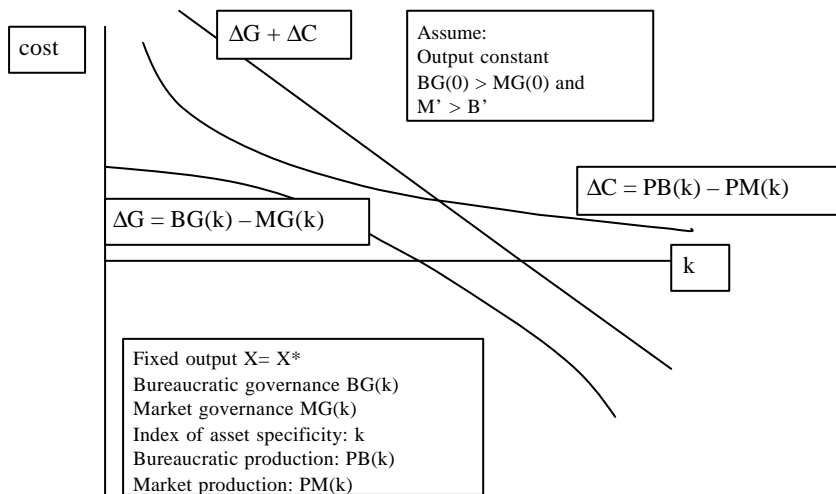 cost
ΔG + ΔC
Assume:
Output constant
BG(0) > MG(0) and
M’ > B’
ΔC = PB(k) – PM(k)
ΔG = BG(k) – MG(k)
k
Fixed output X= X*
Bureaucratic governance BG(k)
Market governance MG(k)
Index of asset specificity: k
Bureaucratic production: PB(k)
Market production: PM(k)